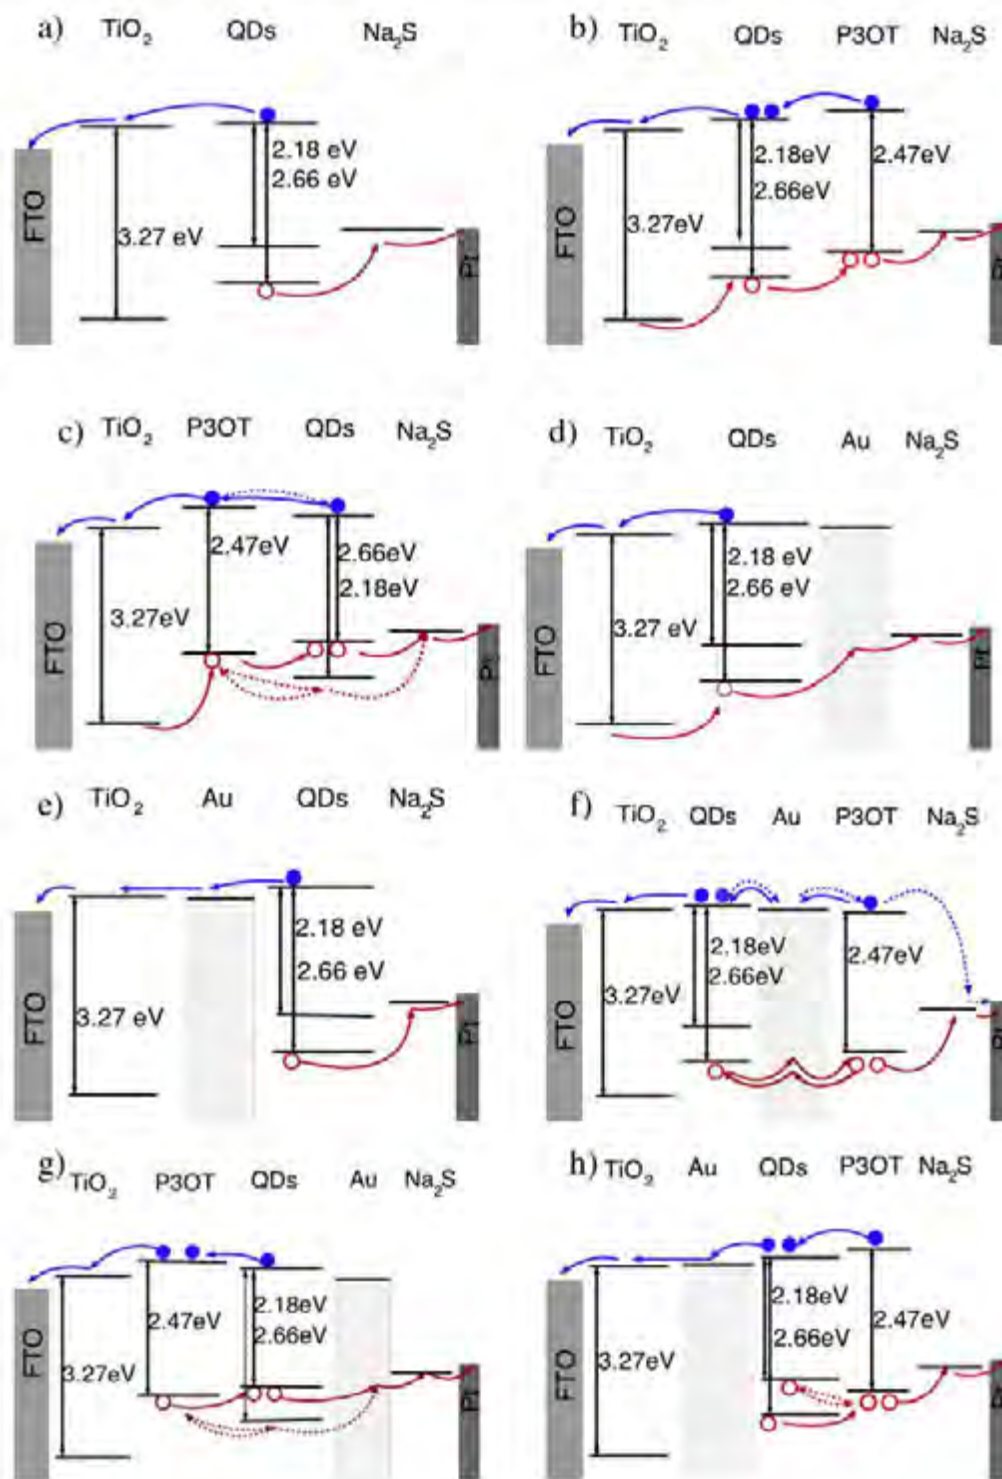 a) TiO2 QDs Na2S
2.18 eV
2.66 eV
3.27 eV
FTO
Pt
b) TiO2 QDs P3OT Na2S
2.18eV 2.47eV
2.66eV
3.27eV
FTO
Pt
c) TiO2 P3OT QDs Na2S
2.47eV 2.66eV
2.18eV
3.27eV
FTO
Pt
d) TiO2 QDs Au Na2S
2.18 eV
2.66 eV
3.27 eV
FTO
Pt
e) TiO2 Au QDs Na2S
2.18 eV
2.66 eV
3.27 eV
FTO
Pt
f) TiO2 QDs Au P3OT Na2S
2.18eV 2.47eV
2.66eV
3.27eV
FTO
Pt
g) TiO2 P3OT QDs Au Na2S
2.47eV 2.18eV
2.66eV
3.27eV
FTO
Pt
h) TiO2 Au QDs P3OT Na2S
2.18eV
2.66eV 2.47eV
3.27eV
FTO
Pt